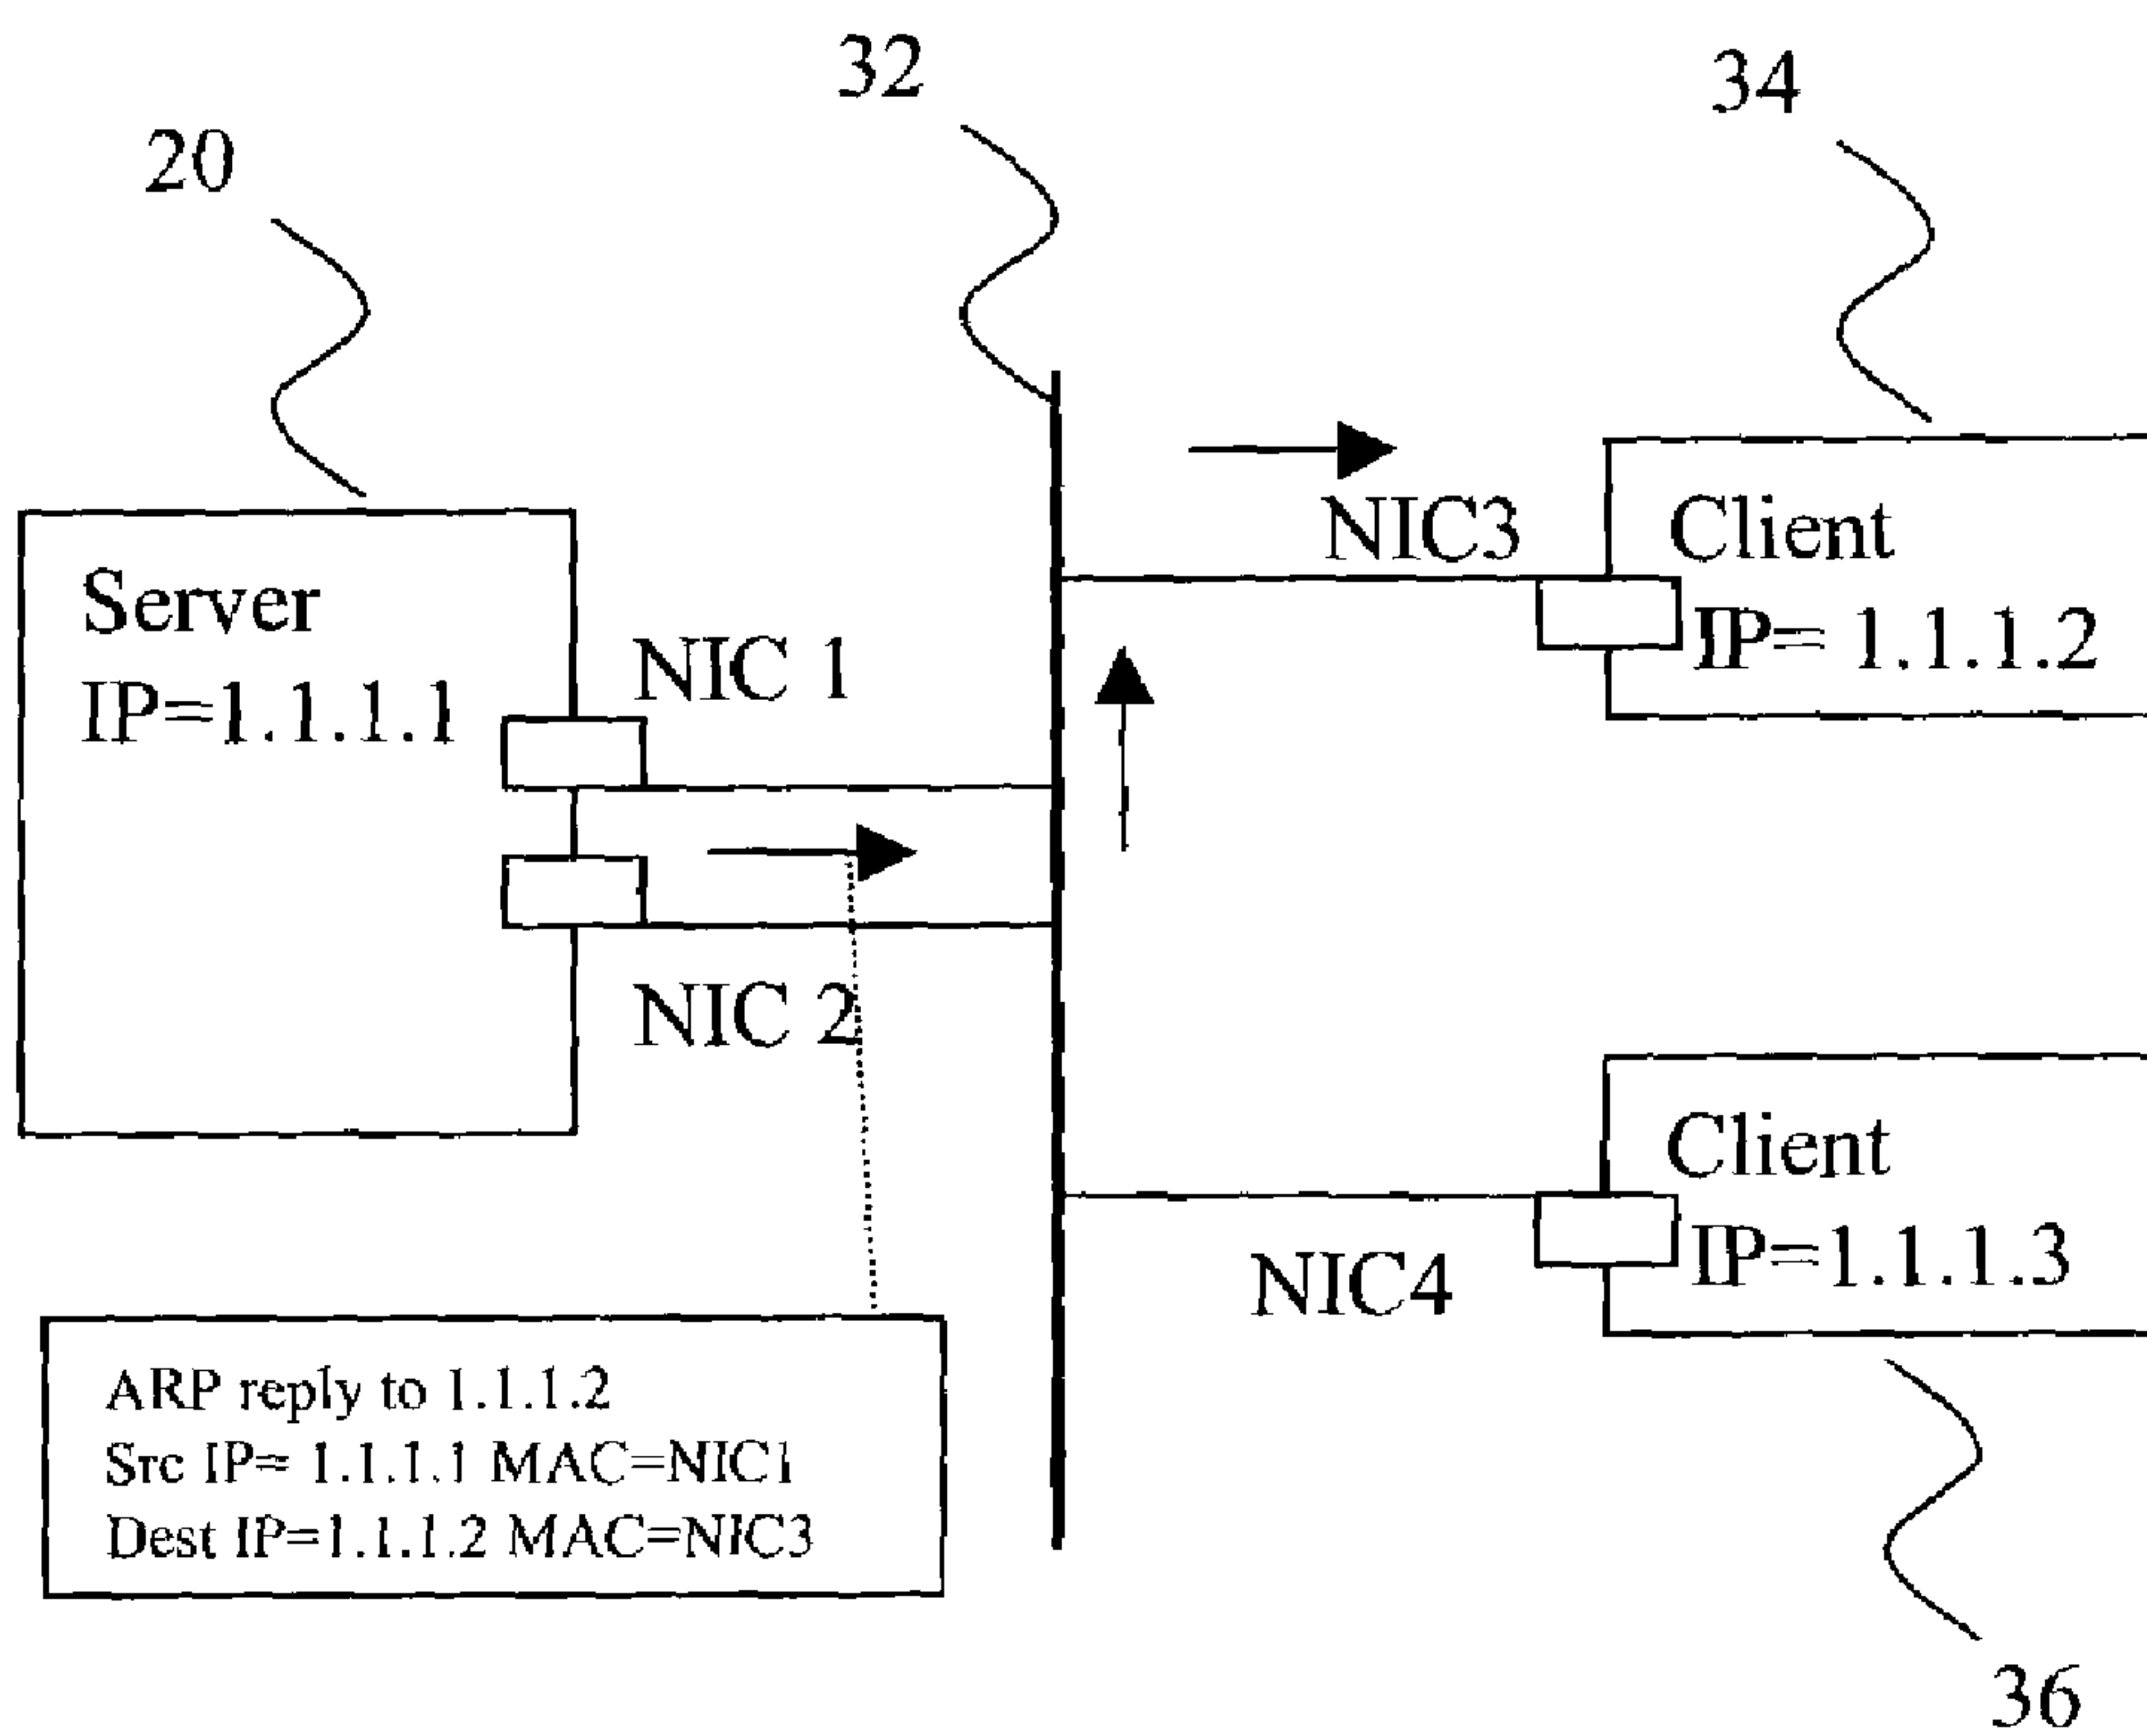 32
34
20
NIC3
Client
IP= 1.1.1.2
Server
IP=1.1.1.1
NIC 1
NIC 2
Client
IP=1.1.1.3
NIC4
ARP reply to 1.1.1.2
Src IP= 1.1.1.1 MAC=NIC1
Dest IP=1.1.1.2 MAC=NIC3
36